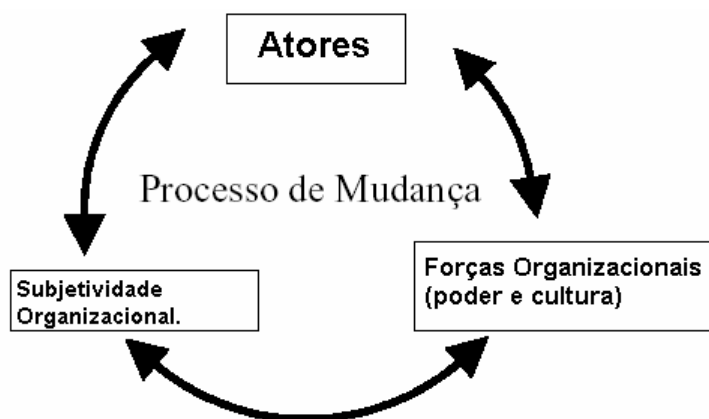 Atores
Processo de Mudança
Subjetividade
Organizacional.
Forças Organizacionais
(poder e cultura)